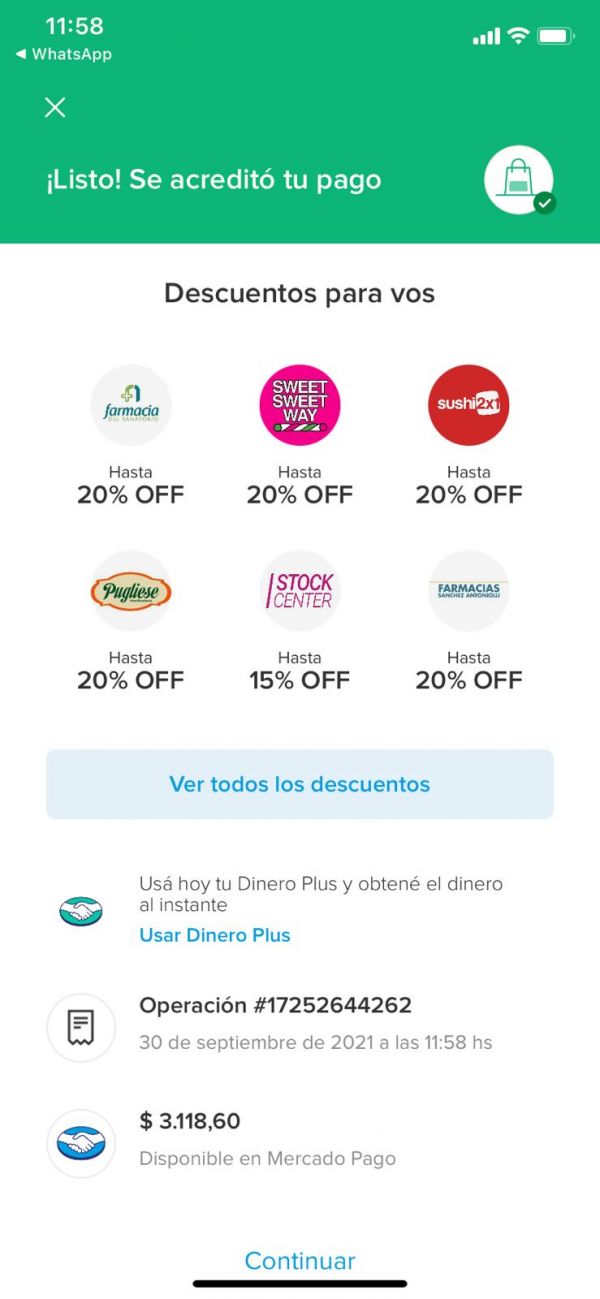 11:58
◀ WhatsApp
¡Listo! Se acreditó tu pago
Descuentos para vos
farmacia
DEL SANATORIO
SWEET
SWEET
WAY
sushi2x1
Hasta
20% OFF
Hasta
20% OFF
Hasta
20% OFF
Pugliese
STOCK
CENTER
FARMACIAS
SANCHEZ ANTONIOLLI
Hasta
20% OFF
Hasta
15% OFF
Hasta
20% OFF
Ver todos los descuentos
Usá hoy tu Dinero Plus y obtené el dinero
al instante
Usar Dinero Plus
Operación #17252644262
30 de septiembre de 2021 a las 11:58 hs
$ 3.118,60
Disponible en Mercado Pago
Continuar